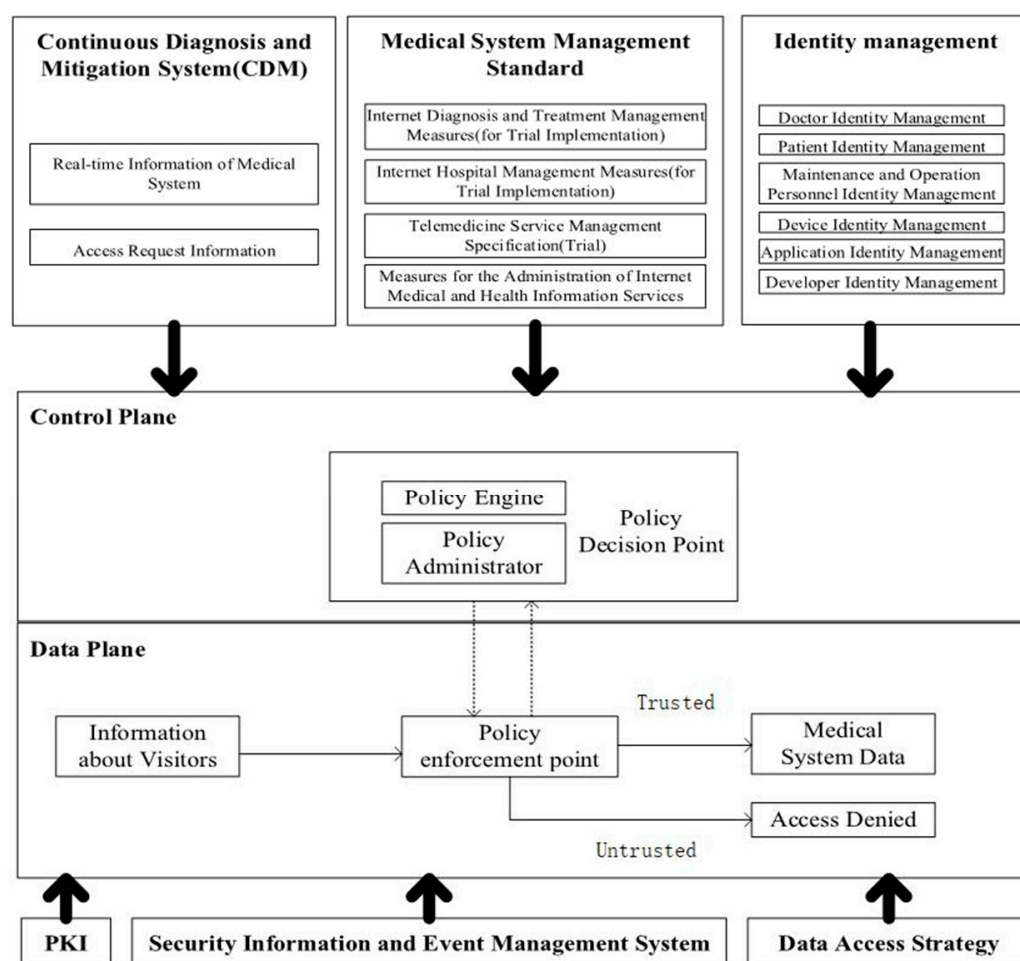 Continuous Diagnosis and
Mitigation System(CDM)
Real-time Information of Medical
System
Access Request Information
Medical System Management
Standard
Internet Diagnosis and Treatment Management
Measures(for Trial Implementation)
Internet Hospital Management Measures(for
Trial Implementation)
Telemedicine Service Management
Specification(Trial)
Measures for the Administration of Internet
Medical and Health Information Services
Identity management
Doctor Identity Management
Patient Identity Management
Maintenance and Operation
Personnel Identity Management
Device Identity Management
Application Identity Management
Developer Identity Management
Control Plane
Policy Engine
Policy
Administrator
Policy
Decision Point
Data Plane
Information
about Visitors
Policy
enforcement point
Trusted
Medical
System Data
Untrusted
Access Denied
PKI
Security Information and Event Management System
Data Access Strategy